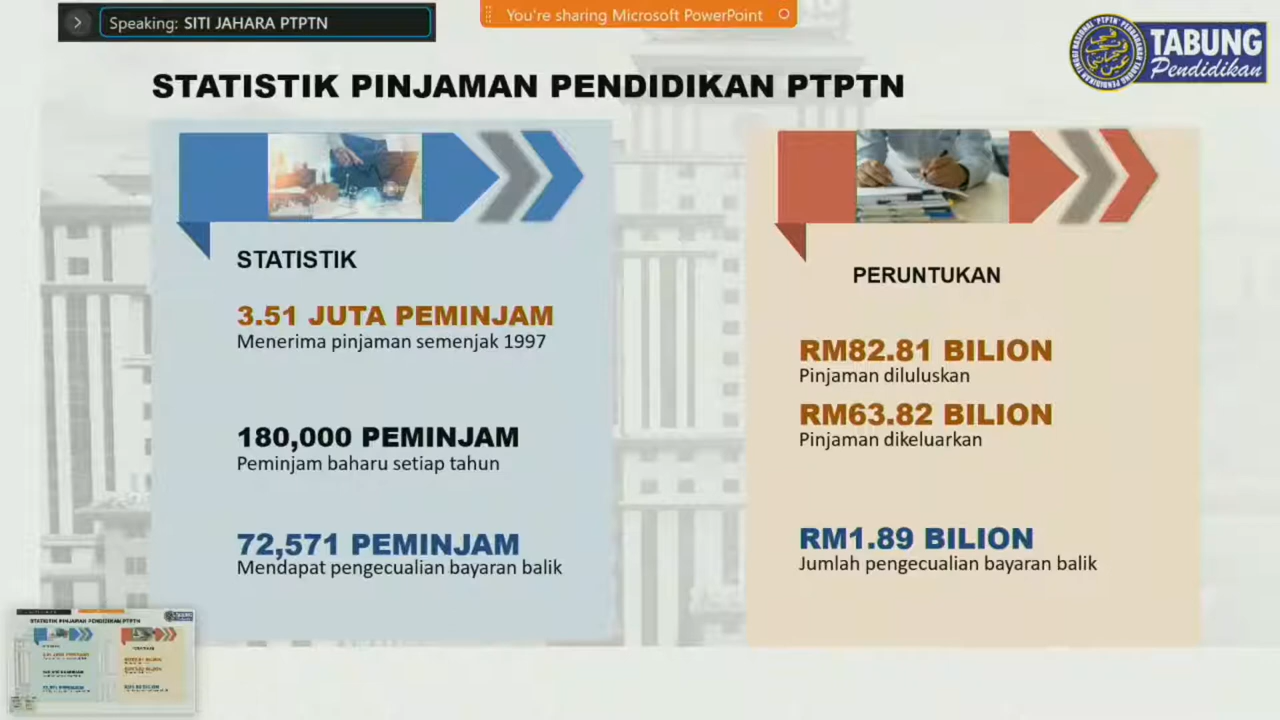 Speaking: SITI JAHARA PTPTN
You're sharing Microsoft PowerPoint
TABUNG
Pendidikan
STATISTIK PINJAMAN PENDIDIKAN PTPTN
STATISTIK
3.51 JUTA PEMINJAM
Menerima pinjaman semenjak 1997
180,000 PEMINJAM
Peminjam baharu setiap tahun
72,571 PEMINJAM
Mendapat pengecualian bayaran balik
PERUNTUKAN
RM82.81 BILION
Pinjaman diluluskan
RM63.82 BILION
Pinjaman dikeluarkan
RM1.89 BILION
Jumlah pengecualian bayaran balik